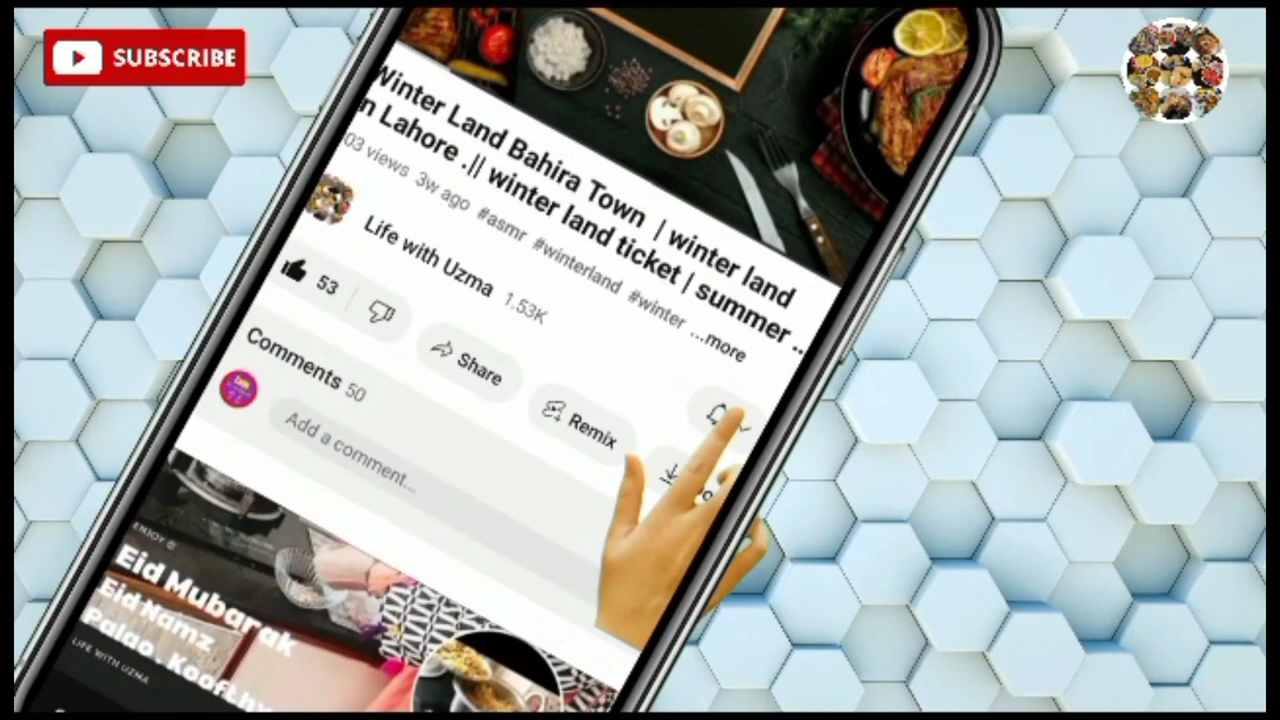 SUBSCRIBE
Winter Land Bahira Town | winter land
n Lahore .|| winter land ticket | summer ..
03 views 3w ago #asmr #winterland #winter ...more
Life with Uzma 1.53K
53
Share
Remix
Comments 50
Add a comment...
ENJOY
Eid Mubarak
Eid Namz
Palao, Koofthy
LIFE WITH UZMA